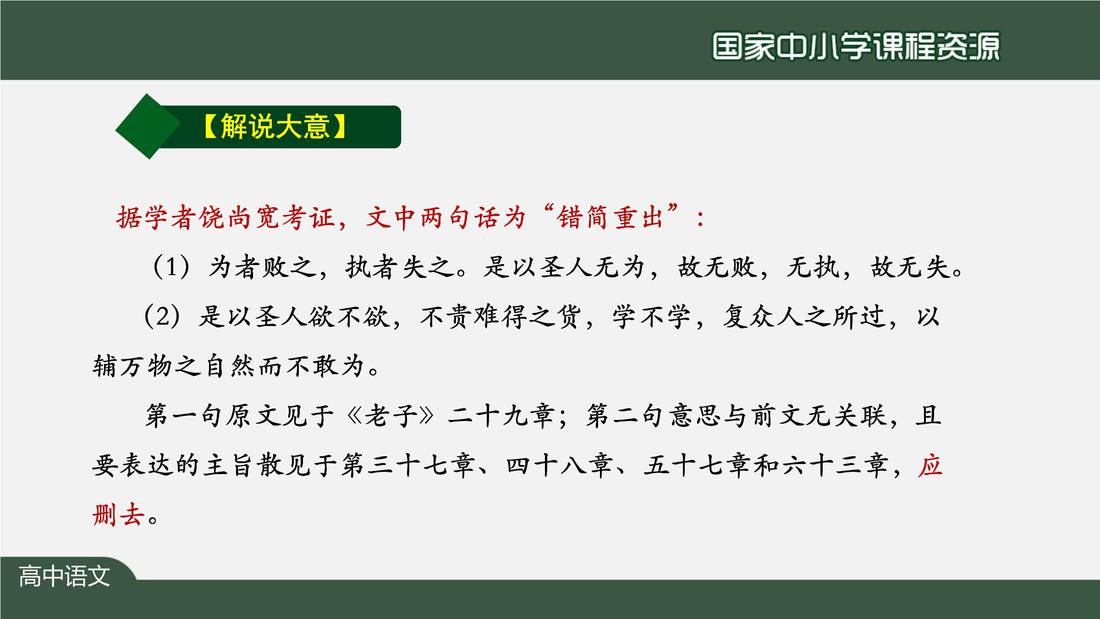 国家中小学课程资源
【解说大意】
据学者饶尚宽考证，文中两句话为“错简重出”：
（1）为者败之，执者失之。是以圣人无为，故无败，无执，故无失。
（2）是以圣人欲不欲，不贵难得之货，学不学，复众人之所过，以
辅万物之自然而不敢为。
第一句原文见于《老子》二十九章；第二句意思与前文无关联，且
要表达的主旨散见于第三十七章、四十八章、五十七章和六十三章，应
删去。
高中语文